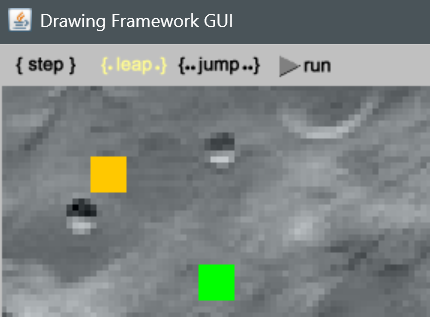 Drawing Framework GUI
{ step } {.leap.} {..jump..} run